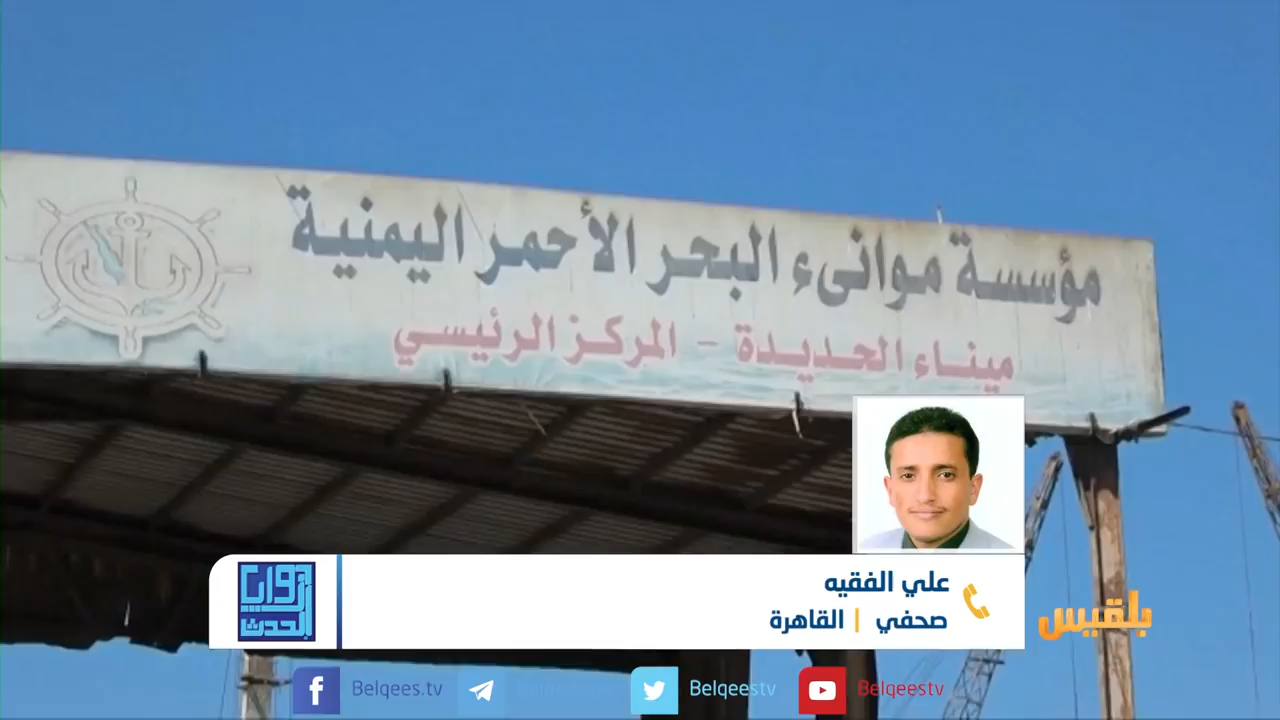 مؤسسة موانىء البحر الأحمر اليمنية
ميناء الحديدة - المركز الرئيسي
علي الفقيه
صحفي | القاهرة
زوايا الحدث
بلقيس
Belqees.tv
Belqeestv
Belqeestv